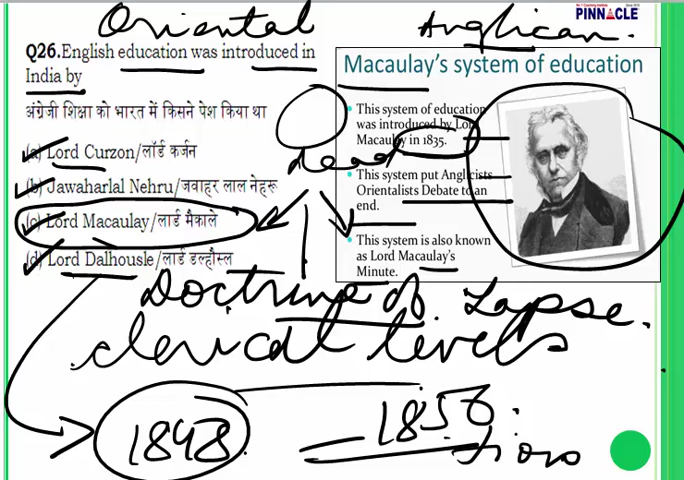 Oriental Anglican.
PINNACLE
Q26.English education was introduced in
India by
अंग्रेजी शिक्षा को भारत में किसने पेश किया था
(a) Lord Curzon/लॉर्ड कर्जन
(b) Jawaharlal Nehru/जवाहर लाल नेहरू
(c) Lord Macaulay/लार्ड मैकाले
(d) Lord Dalhousle/लार्ड डल्हौस्ल
Macaulay's system of education
This system of education
was introduced by Lord
Macaulay in 1835.
This system put Anglicists
Orientalists Debate to an
end.
This system is also known
as Lord Macaulay's
Minute.
Doctrine of Lapse.
clerical levels
1848 1856.